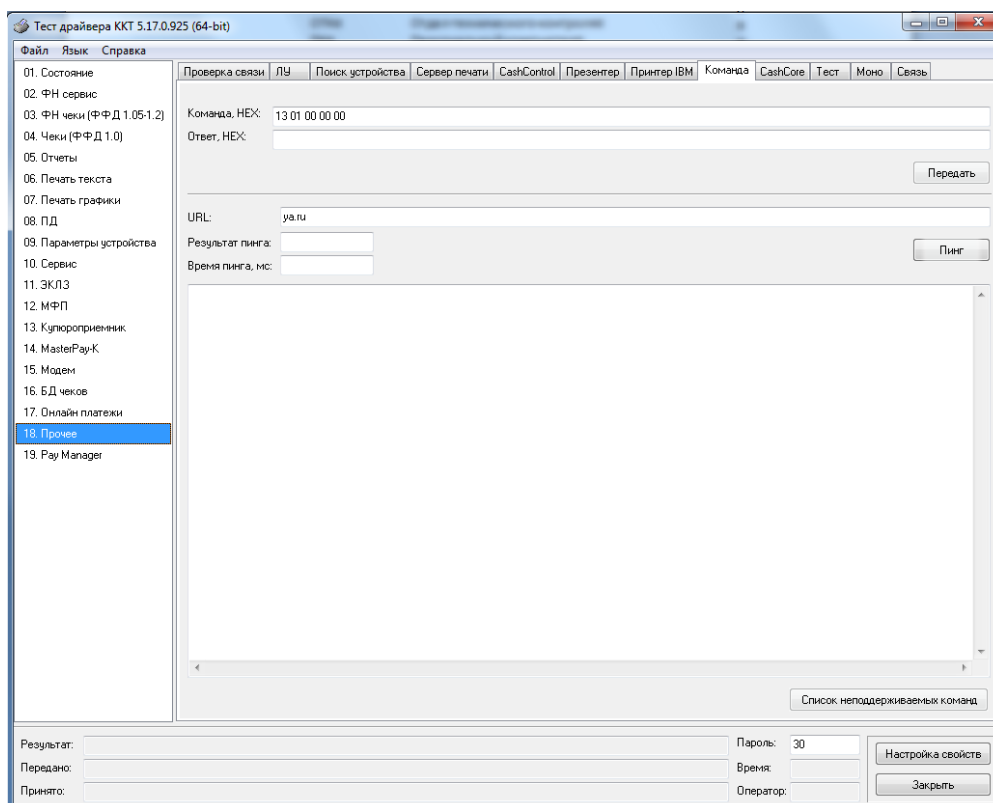 Тест драйвера ККТ 5.17.0.925 (64-bit)
Файл Язык Справка
01. Состояние
02. ФН сервис
03. ФН чеки (ФФД 1.05-1.2)
04. Чеки (ФФД 1.0)
05. Отчеты
06. Печать текста
07. Печать графики
08. ПД
09. Параметры устройства
10. Сервис
11. ЭКЛЗ
12. МФП
13. Купюроприемник
14. MasterPay-K
15. Модем
16. БД чеков
17. Онлайн платежи
18. Прочее
19. Pay Manager
Проверка связи ЛУ Поиск устройства Сервер печати CashControl Презентер Принтер IBM Команда CashCore Тест Моно Связь
Команда, HEX: 13 01 00 00 00
Ответ, HEX:
Передать
URL: ya.ru
Результат пинга:
Пинг
Время пинга, мс:
Список неподдерживаемых команд
Результат:
Передано:
Принято:
Пароль: 30
Время:
Оператор:
Настройка свойств
Закрыть